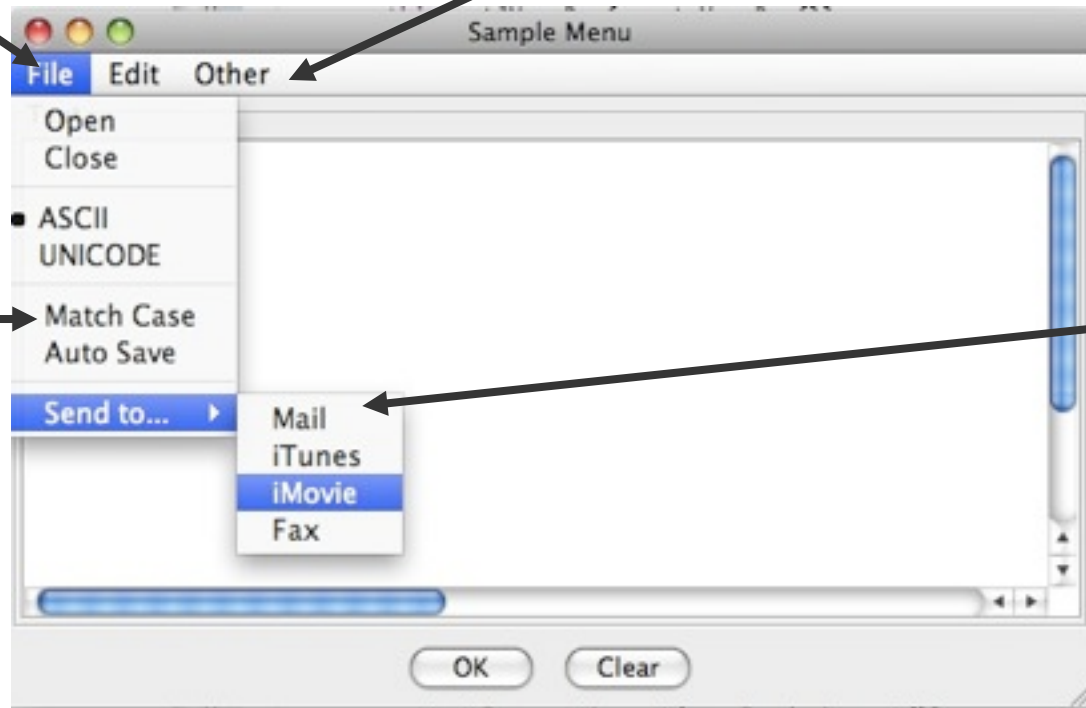 Sample Menu
File Edit Other
Open
Close
ASCII
UNICODE
Match Case
Auto Save
Send to...
Mail
iTunes
iMovie
Fax
OK Clear